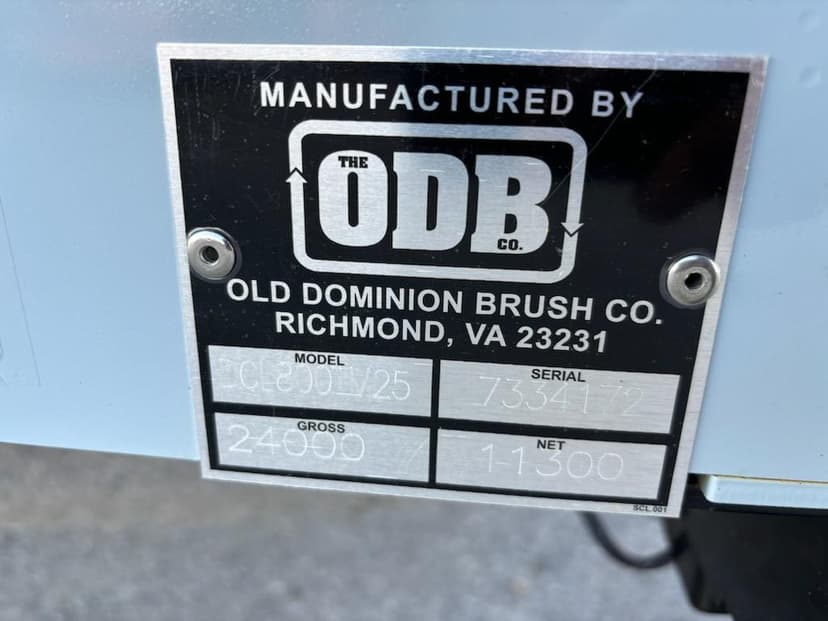 MANUFACTURED BY
THE
ODB
CO.
OLD DOMINION BRUSH CO.
RICHMOND, VA 23231
MODEL
SERIAL
7334172
GROSS
NET
24000
SCL.001